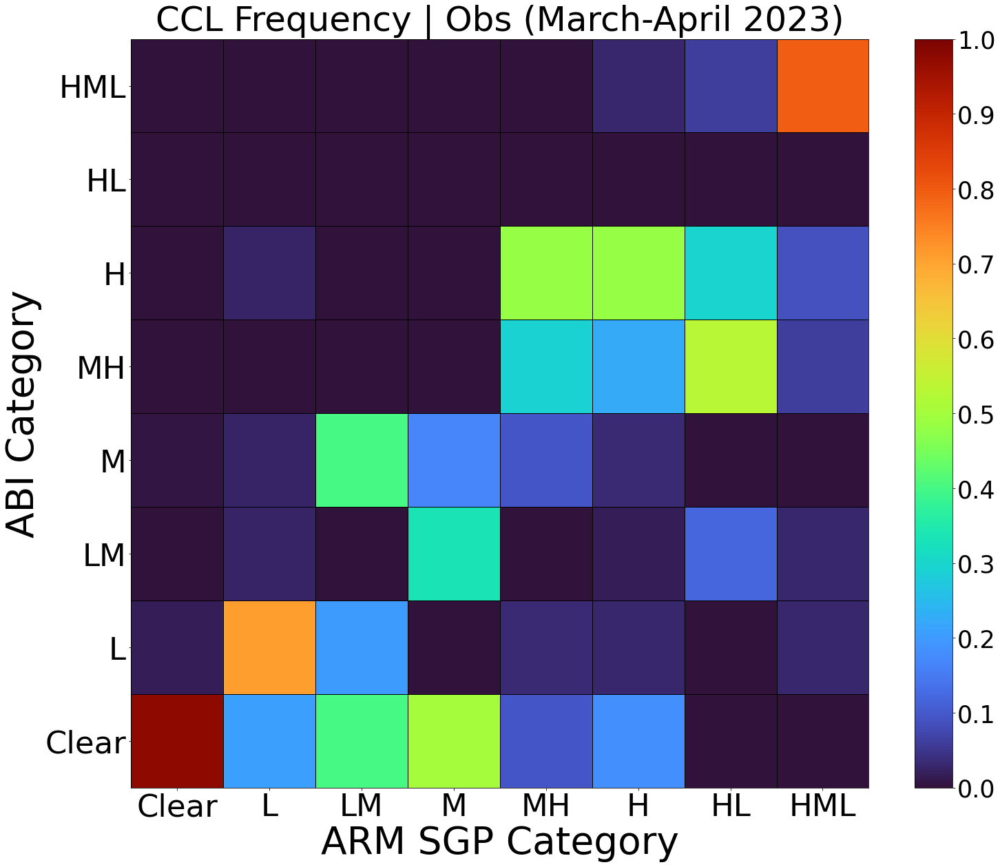 CCL Frequency | Obs (March-April 2023)
HML
HL
H
MH
M
LM
L
Clear
ABI Category
Clear L LM M MH H HL HML
ARM SGP Category
1.0
0.9
0.8
0.7
0.6
0.5
0.4
0.3
0.2
0.1
0.0